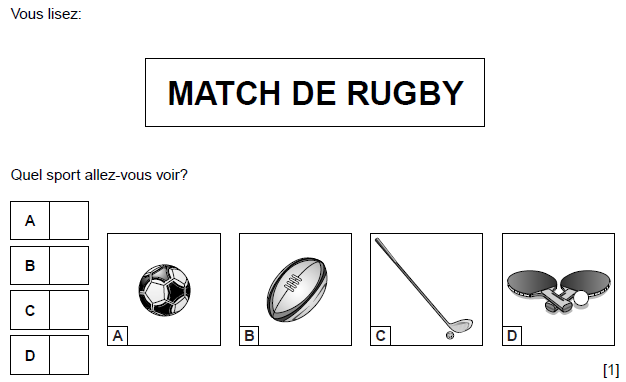 Vous lisez:
MATCH DE RUGBY
Quel sport allez-vous voir?
A
B
C
D
A B C D
[1]